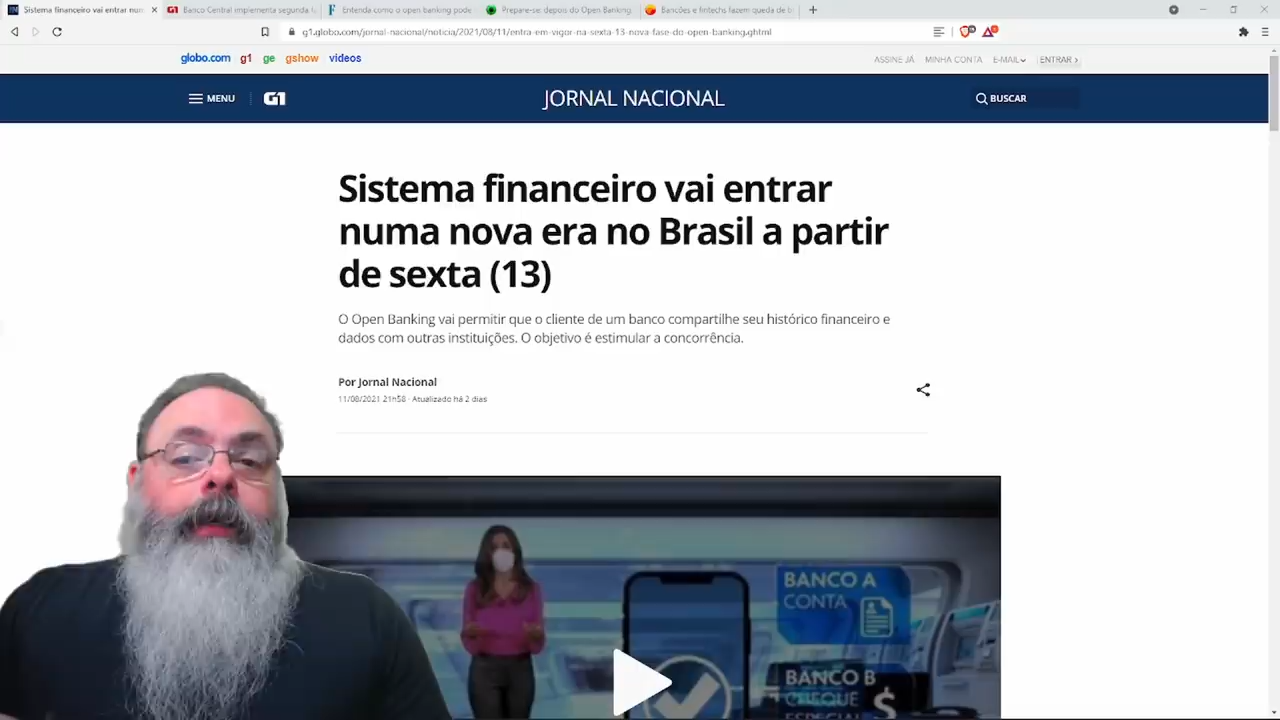 Sistema financeiro vai entrar num
Banco Central implementa segunda f
Entenda como o open banking pode
Prepare-se: depois do Open Banking,
Bancões e fintechs fazem queda de b
g1.globo.com/jornal-nacional/noticia/2021/08/11/entra-em-vigor-na-sexta-13-nova-fase-do-open-banking.ghtml
globo.com g1 ge gshow videos
ASSINE JÁ MINHA CONTA E-MAIL ENTRAR
MENU G1 JORNAL NACIONAL BUSCAR
Sistema financeiro vai entrar
numa nova era no Brasil a partir
de sexta (13)
O Open Banking vai permitir que o cliente de um banco compartilhe seu histórico financeiro e
dados com outras instituições. O objetivo é estimular a concorrência.
Por Jornal Nacional
11/08/2021 21h58 · Atualizado há 2 dias
BANCO A
CONTA
BANCO B
CHEQUE
ESPECIAL
$